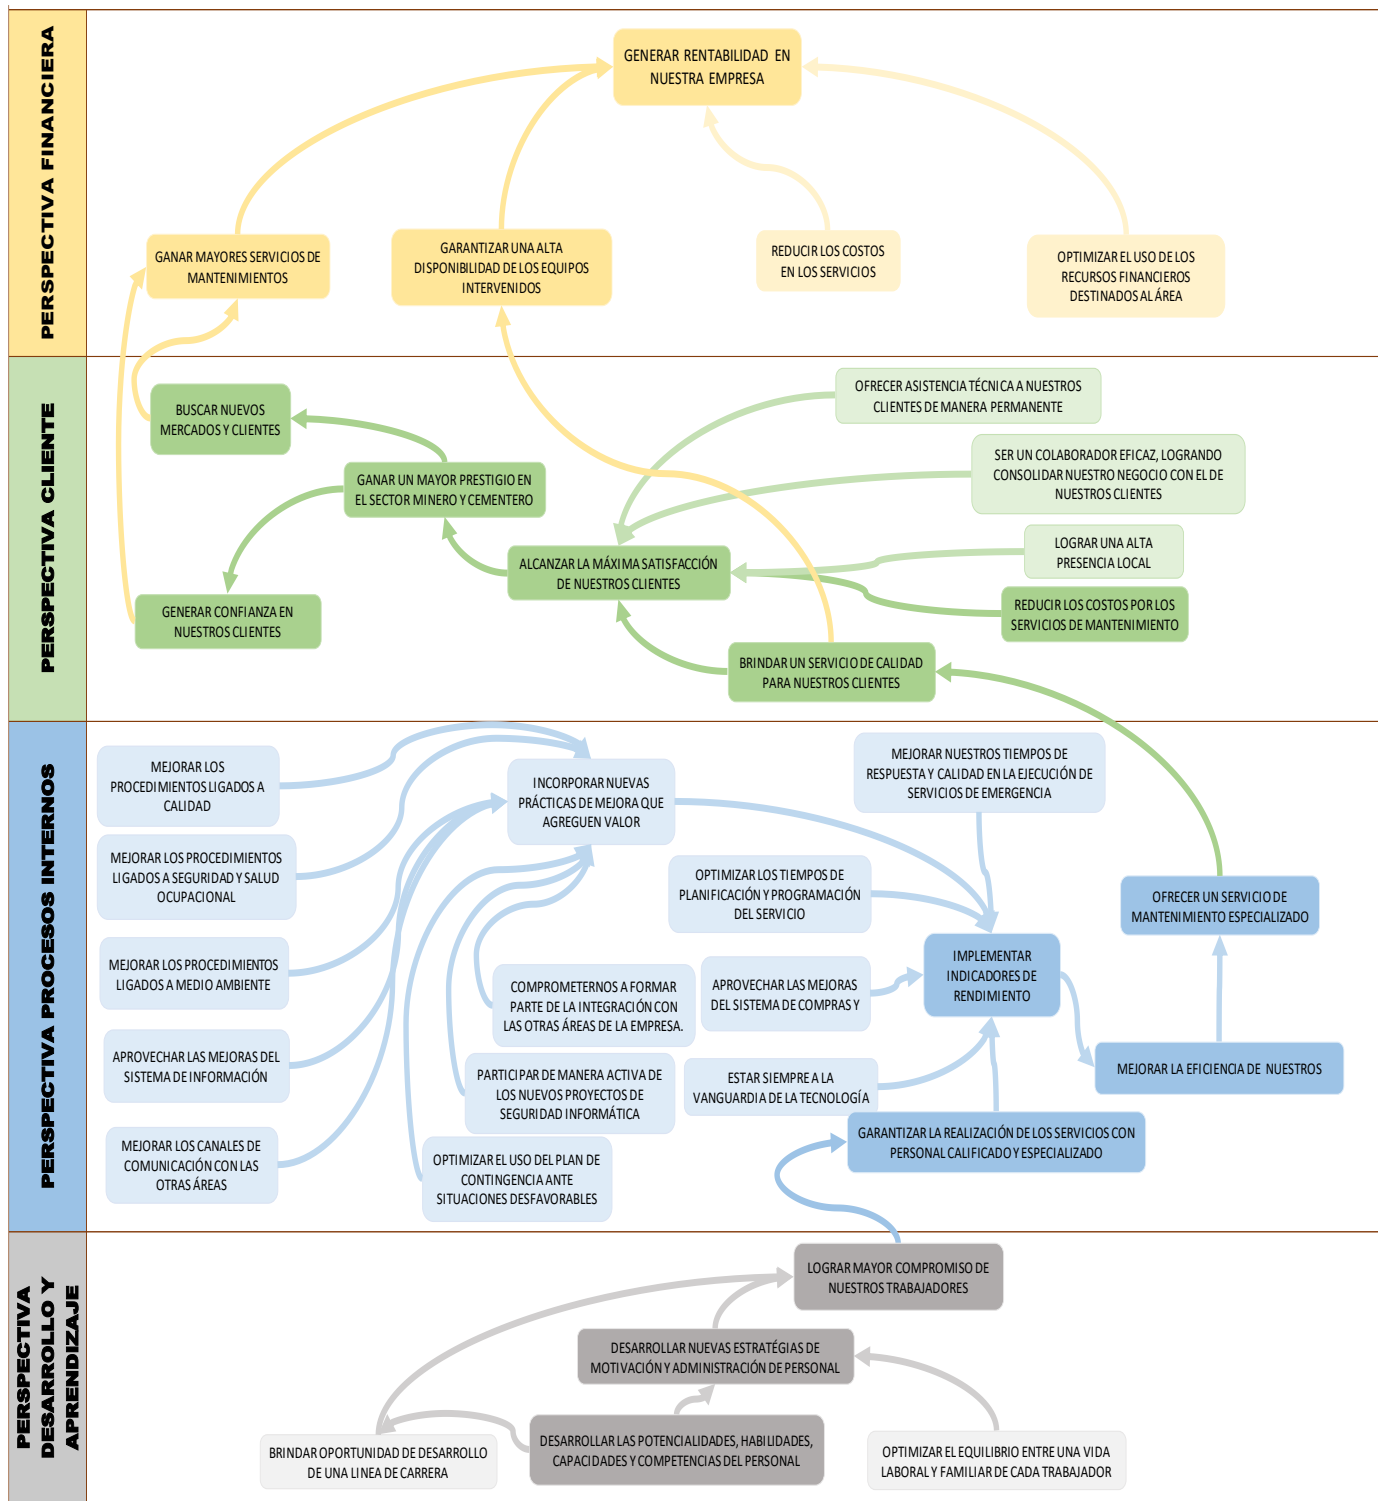 PERSPECTIVA FINANCIERA
GENERAR RENTABILIDAD EN
NUESTRA EMPRESA
GANAR MAYORES SERVICIOS DE
MANTENIMIENTOS
GARANTIZAR UNA ALTA
DISPONIBILIDAD DE LOS EQUIPOS
INTERVENIDOS
REDUCIR LOS COSTOS
EN LOS SERVICIOS
OPTIMIZAR EL USO DE LOS
RECURSOS FINANCIEROS
DESTINADOS AL ÁREA
PERSPECTIVA CLIENTE
BUSCAR NUEVOS
MERCADOS Y CLIENTES
OFRECER ASISTENCIA TÉCNICA A NUESTROS
CLIENTES DE MANERA PERMANENTE
GANAR UN MAYOR PRESTIGIO EN
EL SECTOR MINERO Y CEMENTERO
SER UN COLABORADOR EFICAZ, LOGRANDO
CONSOLIDAR NUESTRO NEGOCIO CON EL DE
NUESTROS CLIENTES
ALCANZAR LA MÁXIMA SATISFACCIÓN
DE NUESTROS CLIENTES
LOGRAR UNA ALTA
PRESENCIA LOCAL
GENERAR CONFIANZA EN
NUESTROS CLIENTES
REDUCIR LOS COSTOS POR LOS
SERVICIOS DE MANTENIMIENTO
BRINDAR UN SERVICIO DE CALIDAD
PARA NUESTROS CLIENTES
PERSPECTIVA PROCESOS INTERNOS
MEJORAR LOS
PROCEDIMIENTOS LIGADOS A
CALIDAD
INCORPORAR NUEVAS
PRÁCTICAS DE MEJORA QUE
AGREGUEN VALOR
MEJORAR NUESTROS TIEMPOS DE
RESPUESTA Y CALIDAD EN LA EJECUCIÓN DE
SERVICIOS DE EMERGENCIA
MEJORAR LOS PROCEDIMIENTOS
LIGADOS A SEGURIDAD Y SALUD
OCUPACIONAL
OPTIMIZAR LOS TIEMPOS DE
PLANIFICACIÓN Y PROGRAMACIÓN
DEL SERVICIO
OFRECER UN SERVICIO DE
MANTENIMIENTO ESPECIALIZADO
MEJORAR LOS PROCEDIMIENTOS
LIGADOS A MEDIO AMBIENTE
COMPROMETERNOS A FORMAR
PARTE DE LA INTEGRACIÓN CON
LAS OTRAS ÁREAS DE LA EMPRESA.
APROVECHAR LAS MEJORAS
DEL SISTEMA DE COMPRAS Y
IMPLEMENTAR
INDICADORES DE
RENDIMIENTO
APROVECHAR LAS MEJORAS DEL
SISTEMA DE INFORMACIÓN
PARTICIPAR DE MANERA ACTIVA DE
LOS NUEVOS PROYECTOS DE
SEGURIDAD INFORMÁTICA
ESTAR SIEMPRE A LA
VANGUARDIA DE LA TECNOLOGÍA
MEJORAR LA EFICIENCIA DE NUESTROS
MEJORAR LOS CANALES DE
COMUNICACIÓN CON LAS
OTRAS ÁREAS
OPTIMIZAR EL USO DEL PLAN DE
CONTINGENCIA ANTE
SITUACIONES DESFAVORABLES
GARANTIZAR LA REALIZACIÓN DE LOS SERVICIOS CON
PERSONAL CALIFICADO Y ESPECIALIZADO
PERSPECTIVA
DESARROLLO Y
APRENDIZAJE
LOGRAR MAYOR COMPROMISO DE
NUESTROS TRABAJADORES
DESARROLLAR NUEVAS ESTRATÉGIAS DE
MOTIVACIÓN Y ADMINISTRACIÓN DE PERSONAL
BRINDAR OPORTUNIDAD DE DESARROLLO
DE UNA LINEA DE CARRERA
DESARROLLAR LAS POTENCIALIDADES, HABILIDADES,
CAPACIDADES Y COMPETENCIAS DEL PERSONAL
OPTIMIZAR EL EQUILIBRIO ENTRE UNA VIDA
LABORAL Y FAMILIAR DE CADA TRABAJADOR